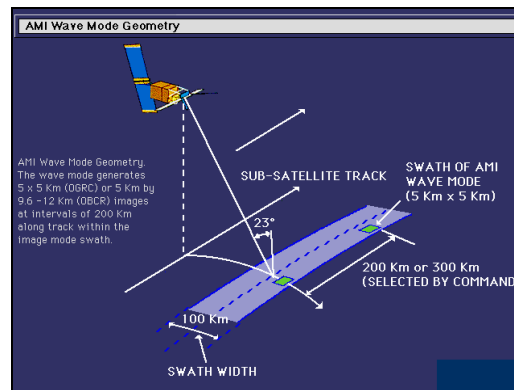 AMI Wave Mode Geometry
AMI Wave Mode Geometry.
The wave mode generates
5 x 5 Km (OGRC) or 5 Km by
9.6 -12 Km (OBCR) images
at intervals of 200 Km
along track within the
image mode swath.
SUB-SATELLITE TRACK
SWATH OF AMI
WAVE MODE
(5 Km x 5 Km)
23°
200 Km or 300 Km
(SELECTED BY COMMAND
100 Km
SWATH WIDTH